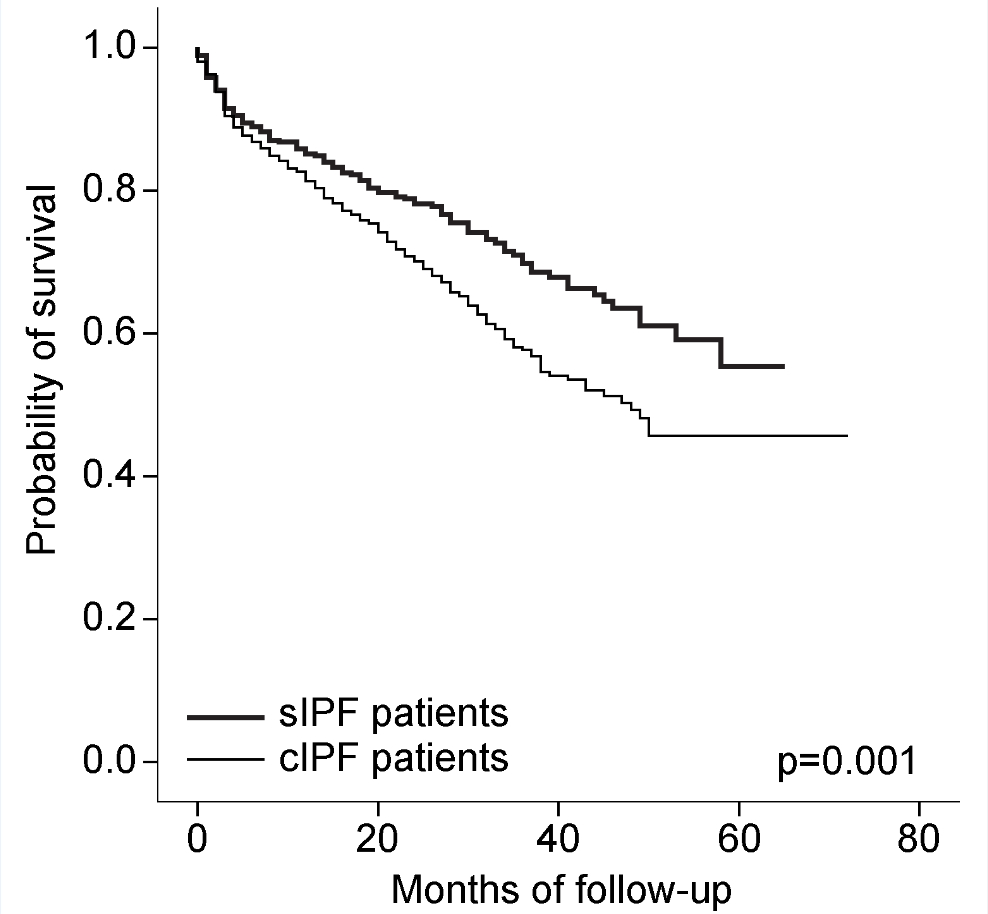 Probability of survival
1.0
0.8
0.6
0.4
0.2
0.0
sIPF patients
cIPF patients
p=0.001
0 20 40 60 80
Months of follow-up